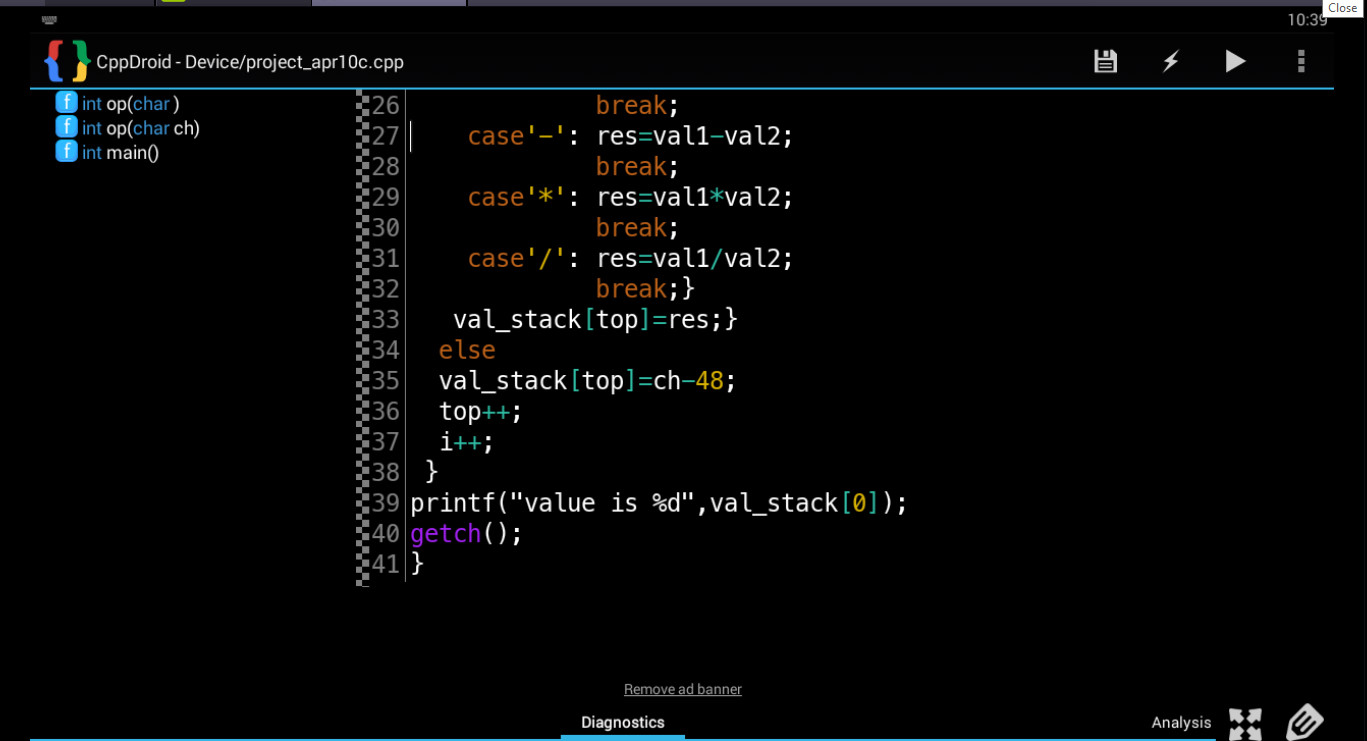 Close
10:39
CppDroid - Device/project_apr10c.cpp
f int op(char )
f int op(char ch)
f int main()
26 break;
27 case'-': res=val1-val2;
28 break;
29 case'*': res=val1*val2;
30 break;
31 case'/': res=val1/val2;
32 break;}
33 val_stack[top]=res;}
34 else
35 val_stack[top]=ch-48;
36 top++;
37 i++;
38 }
39 printf("value is %d",val_stack[0]);
40 getch();
41 }
Remove ad banner
Diagnostics
Analysis